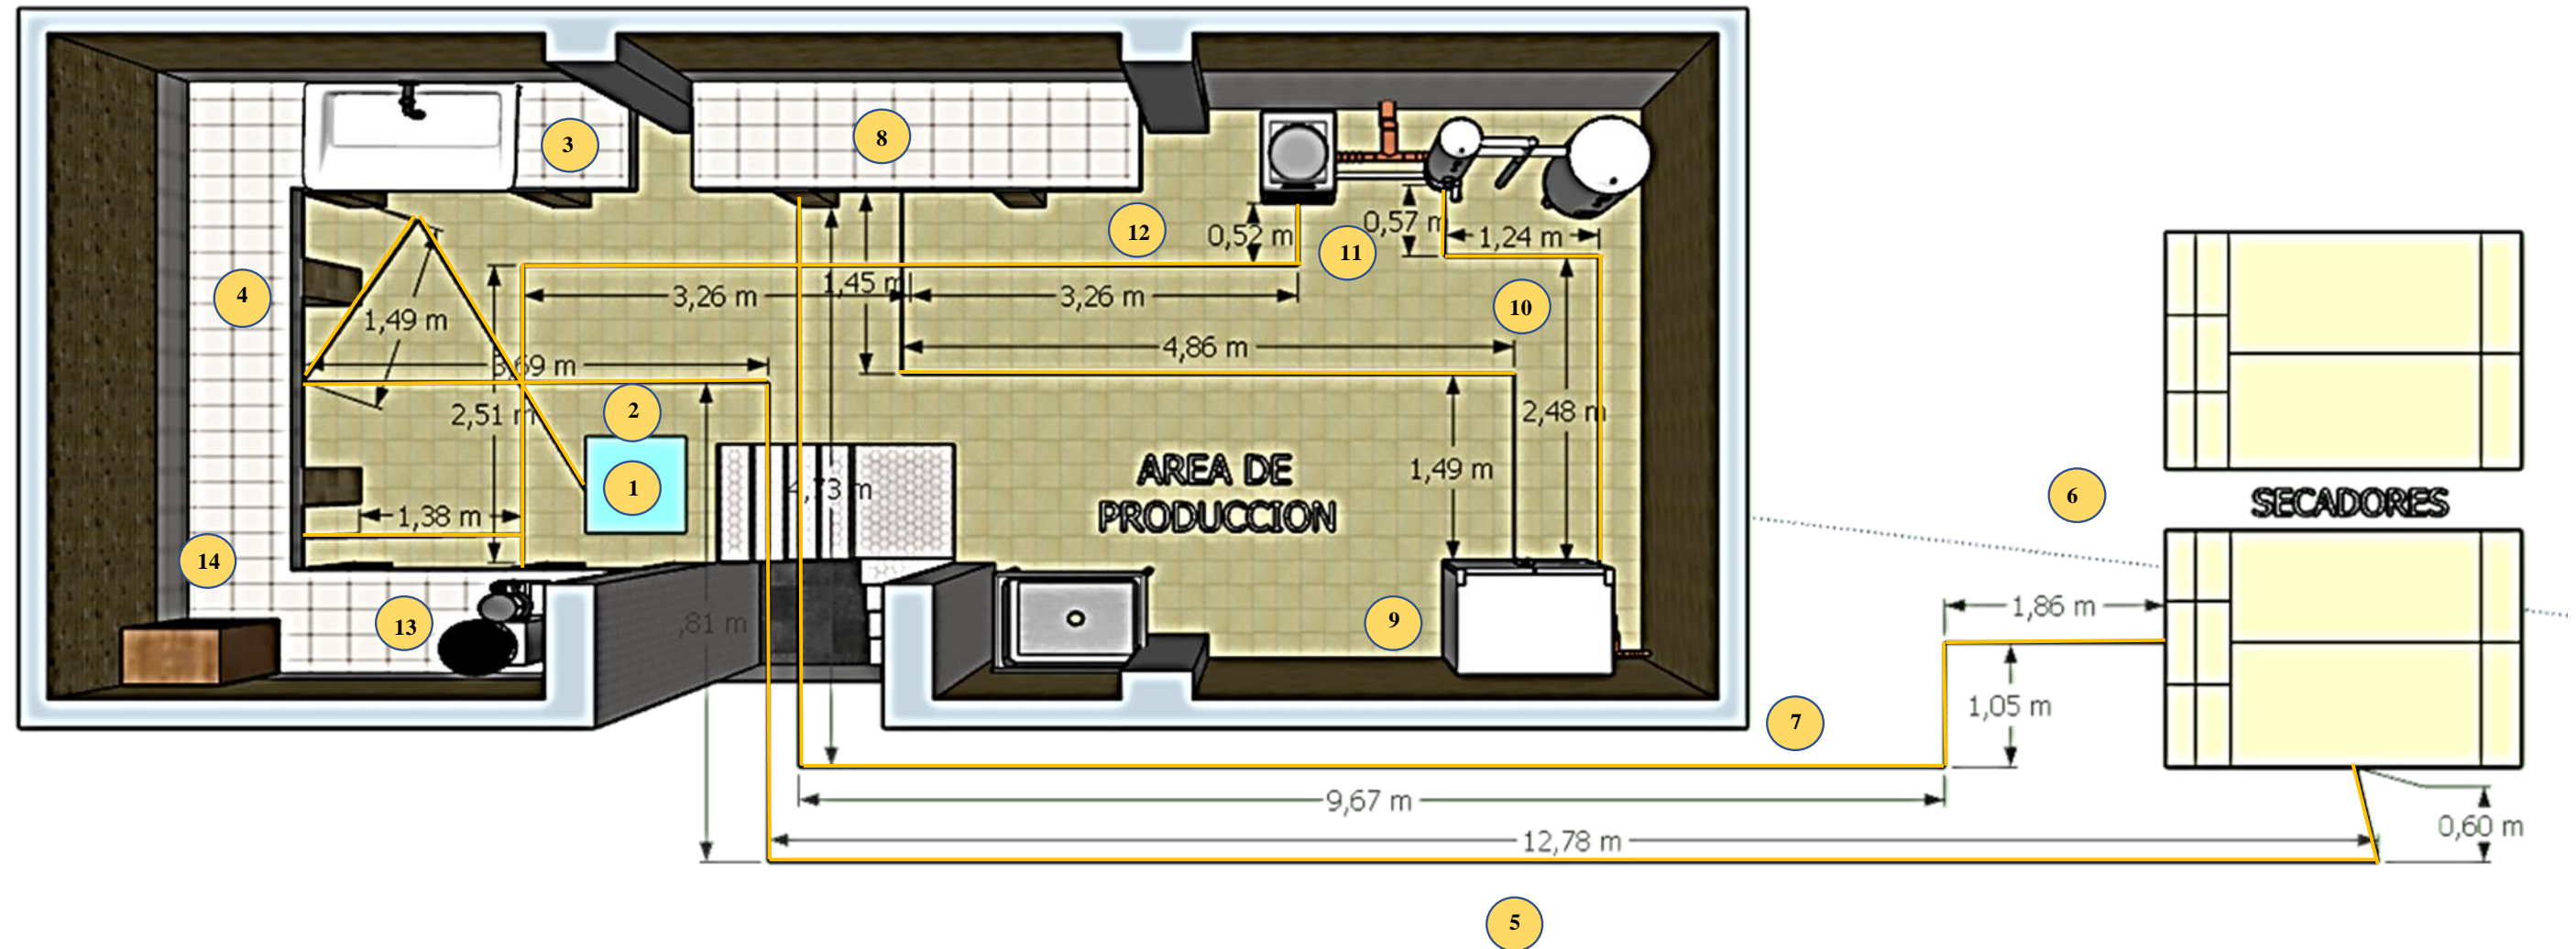 3
8
12
0,52 m
11
0,57 m
1,24 m
4
1,49 m
3,26 m
1,45 m
3,26 m
10
4,86 m
3,69 m
2
2,51 m
2,48 m
1
4,73 m
1,49 m
AREA DE
PRODUCCION
6
SECADORES
1,38 m
14
13
,81 m
9
1,86 m
7
1,05 m
9,67 m
12,78 m
0,60 m
5